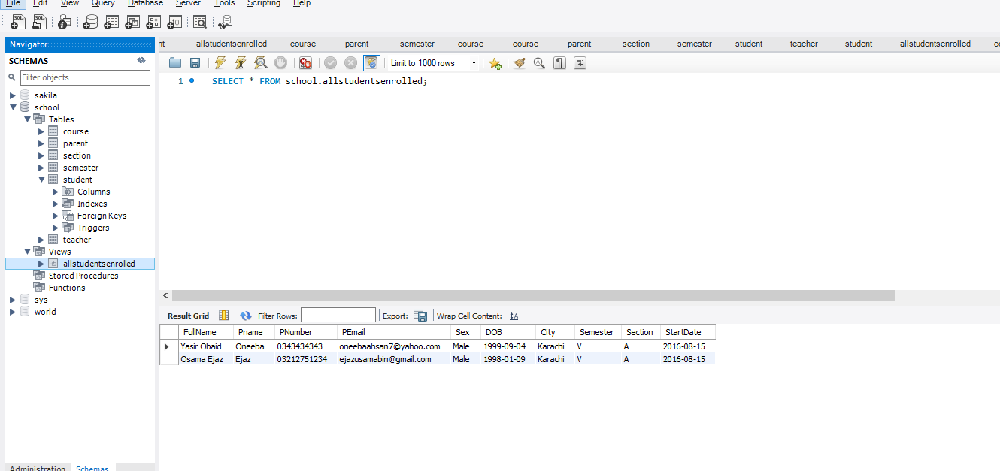 File Edit View Query Database Server Tools Scripting Help
Navigator
nt allstudentsenrolled course parent semester course course parent section semester student teacher student allstudentsenrolled co
SCHEMAS
Limit to 1000 rows
Filter objects
1 SELECT * FROM school.allstudentsenrolled;
sakila
school
Tables
course
parent
section
semester
student
Columns
Indexes
Foreign Keys
Triggers
teacher
Views
allstudentsenrolled
Stored Procedures
Functions
sys
world
Result Grid Filter Rows: Export: Wrap Cell Content:
FullName Pname PNumber PEmail Sex DOB City Semester Section StartDate
Yasir Obaid Oneeba 0343434343 oneebaahsan7@yahoo.com Male 1999-09-04 Karachi V A 2016-08-15
Osama Ejaz Ejaz 03212751234 ejazusamabin@gmail.com Male 1998-01-09 Karachi V A 2016-08-15
Administration Schemas